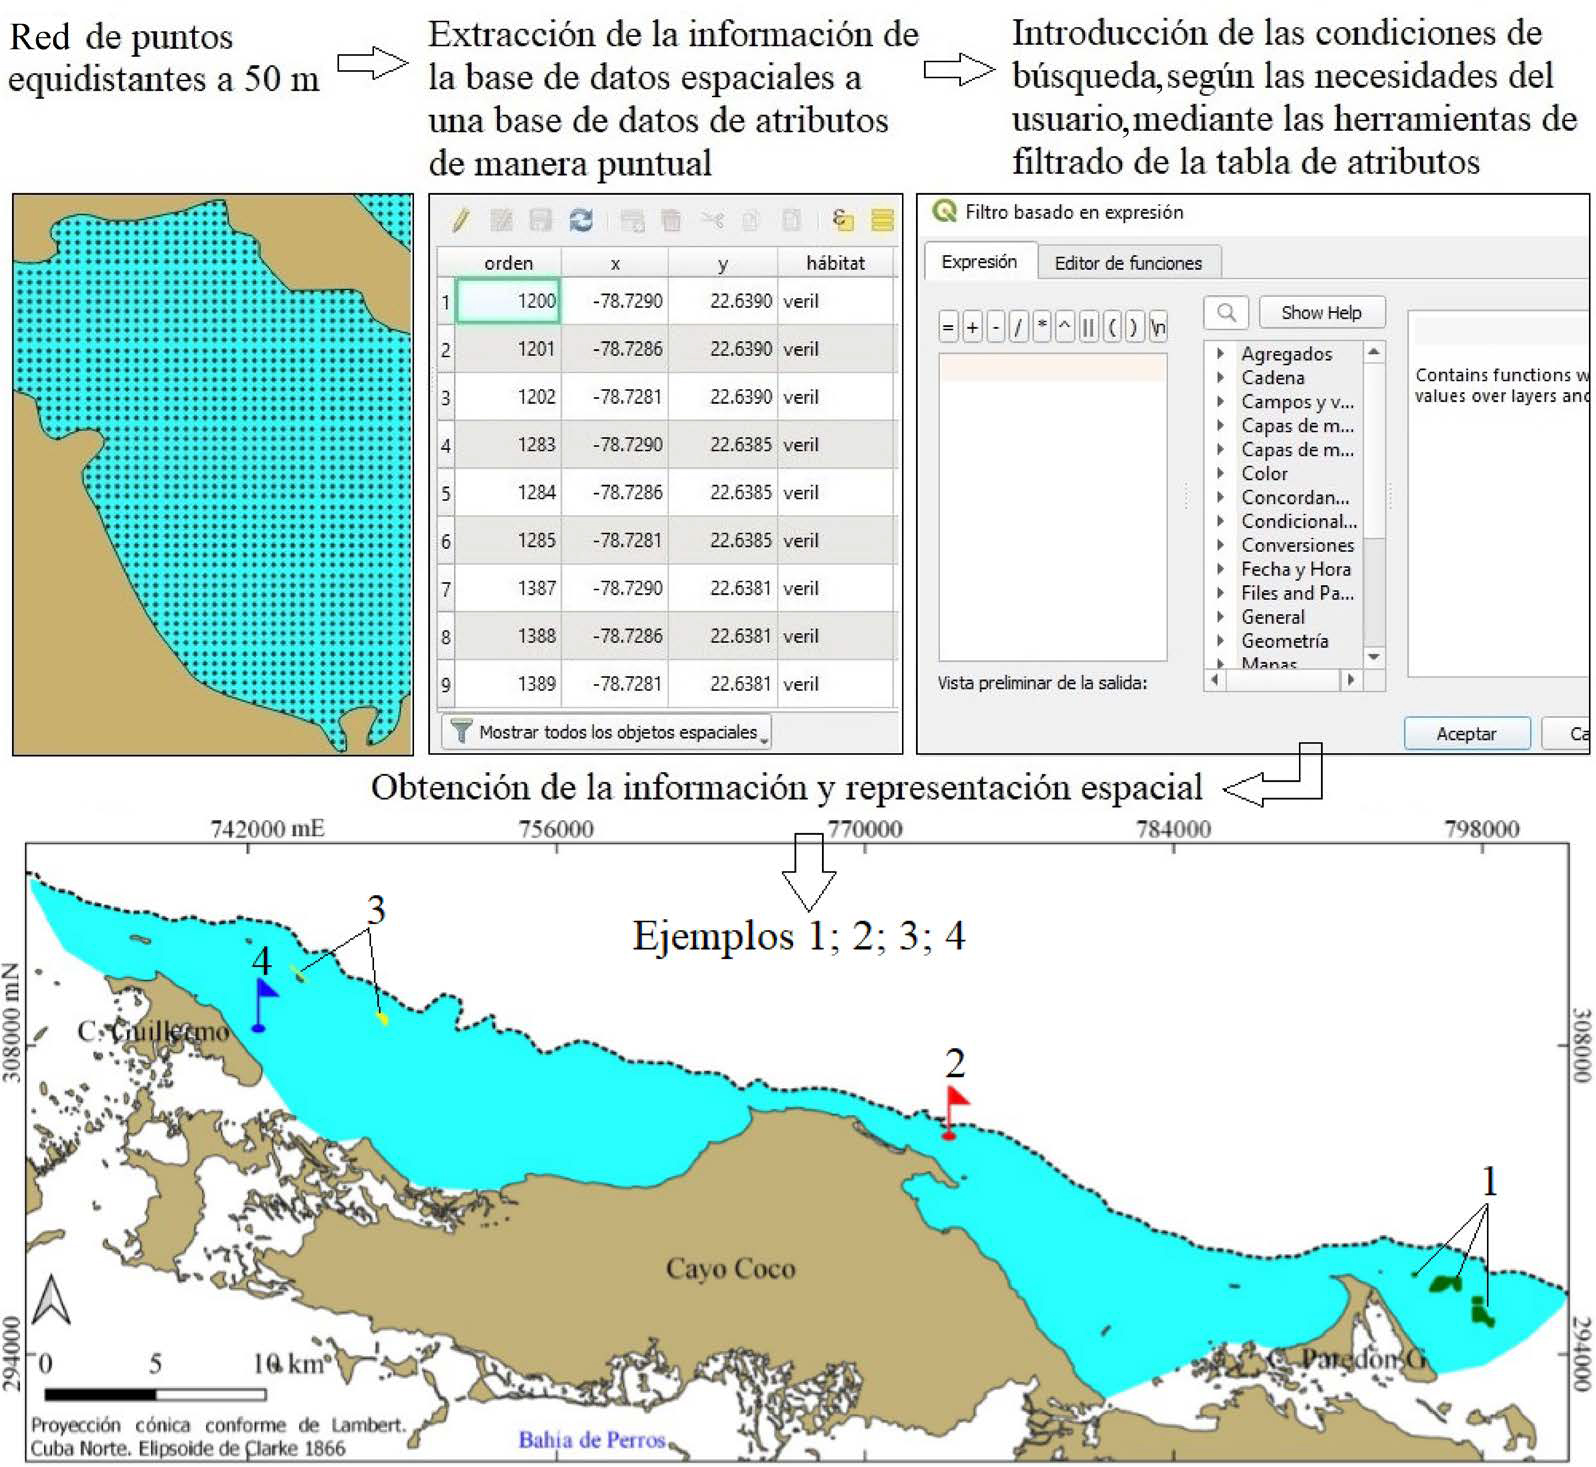 Red de puntos
equidistantes a 50 m
Extracción de la información de
la base de datos espaciales a
una base de datos de atributos
de manera puntual
Introducción de las condiciones de
búsqueda, según las necesidades del
usuario, mediante las herramientas de
filtrado de la tabla de atributos
orden x y hábitat
1 1200 -78.7290 22.6390 veril
2 1201 -78.7286 22.6390 veril
3 1202 -78.7281 22.6390 veril
4 1283 -78.7290 22.6385 veril
5 1284 -78.7286 22.6385 veril
6 1285 -78.7281 22.6385 veril
7 1387 -78.7290 22.6381 veril
8 1388 -78.7286 22.6381 veril
9 1389 -78.7281 22.6381 veril
Mostrar todos los objetos espaciales
Filtro basado en expresión
Expresión Editor de funciones
= + - / * ^ || ( ) \n
Show Help
Agregados
Cadena
Campos y v...
Capas de m...
Capas de m...
Color
Concordan...
Condicional...
Conversiones
Fecha y Hora
Files and Pa...
General
Geometría
Mapas
Contains functions w
values over layers and
Vista preliminar de la salida:
Aceptar Ca
Obtención de la información y representación espacial
742000 mE 756000 770000 784000 798000
Ejemplos 1; 2; 3; 4
3
4
2
1
308000 mN
308000
294000
294000
C. Guillermo
Cayo Coco
C. Paredón G.
Bahia de Perros
0 5 10 km
Proyección cónica conforme de Lambert.
Cuba Norte. Elipsoide de Clarke 1866